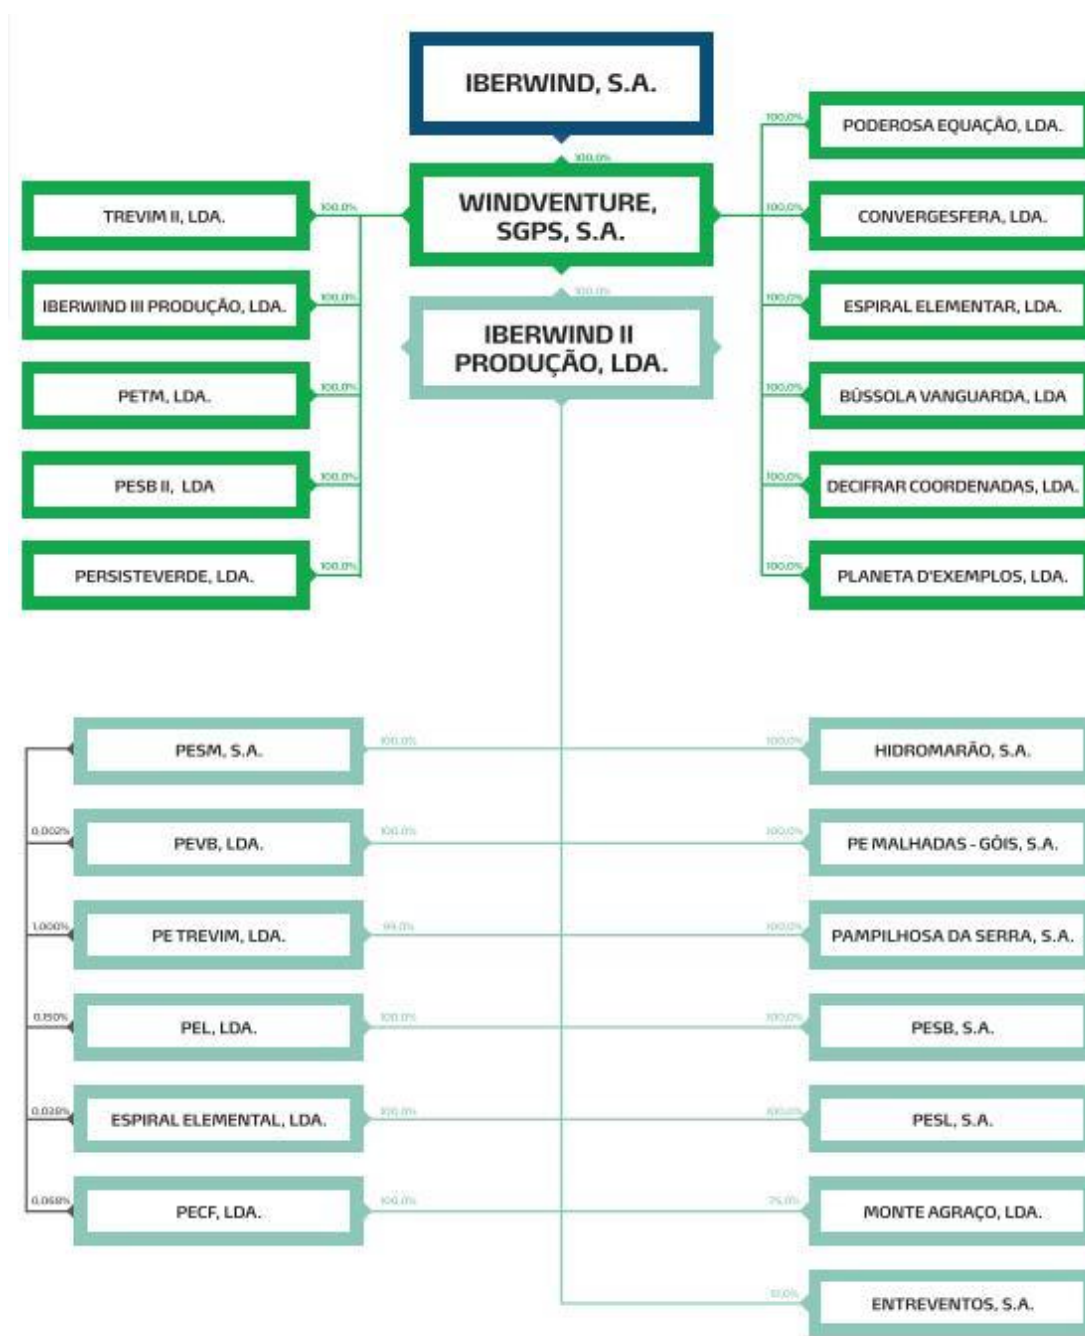 IBERWIND, S.A.
100,0%
WINDVENTURE,
SGPS, S.A.
100,0%
IBERWIND II
PRODUÇÃO, LDA.
100,0%
TREVIM II, LDA.
100,0%
IBERWIND III PRODUÇÃO, LDA.
100,0%
PETM, LDA.
100,0%
PESB II, LDA
100,0%
PERSISTEVERDE, LDA.
100,0%
100,0%
PODEROSA EQUAÇÃO, LDA.
100,0%
CONVERGESFERA, LDA.
100,0%
ESPIRAL ELEMENTAR, LDA.
100,0%
BÚSSOLA VANGUARDA, LDA
100,0%
DECIFRAR COORDENADAS, LDA.
100,0%
PLANETA D'EXEMPLOS, LDA.
PESM, S.A.
100,0%
100,0%
HIDROMARÃO, S.A.
0,002%
PEVB, LDA.
100,0%
100,0%
PE MALHADAS - GÓIS, S.A.
1,000%
PE TREVIM, LDA.
99,0%
100,0%
PAMPILHOSA DA SERRA, S.A.
0,150%
PEL, LDA.
100,0%
100,0%
PESB, S.A.
ESPIRAL ELEMENTAL, LDA.
100,0%
100,0%
PESL, S.A.
0,068%
PECF, LDA.
100,0%
MONTE AGRAÇO, LDA.
ENTREVENTOS, S.A.